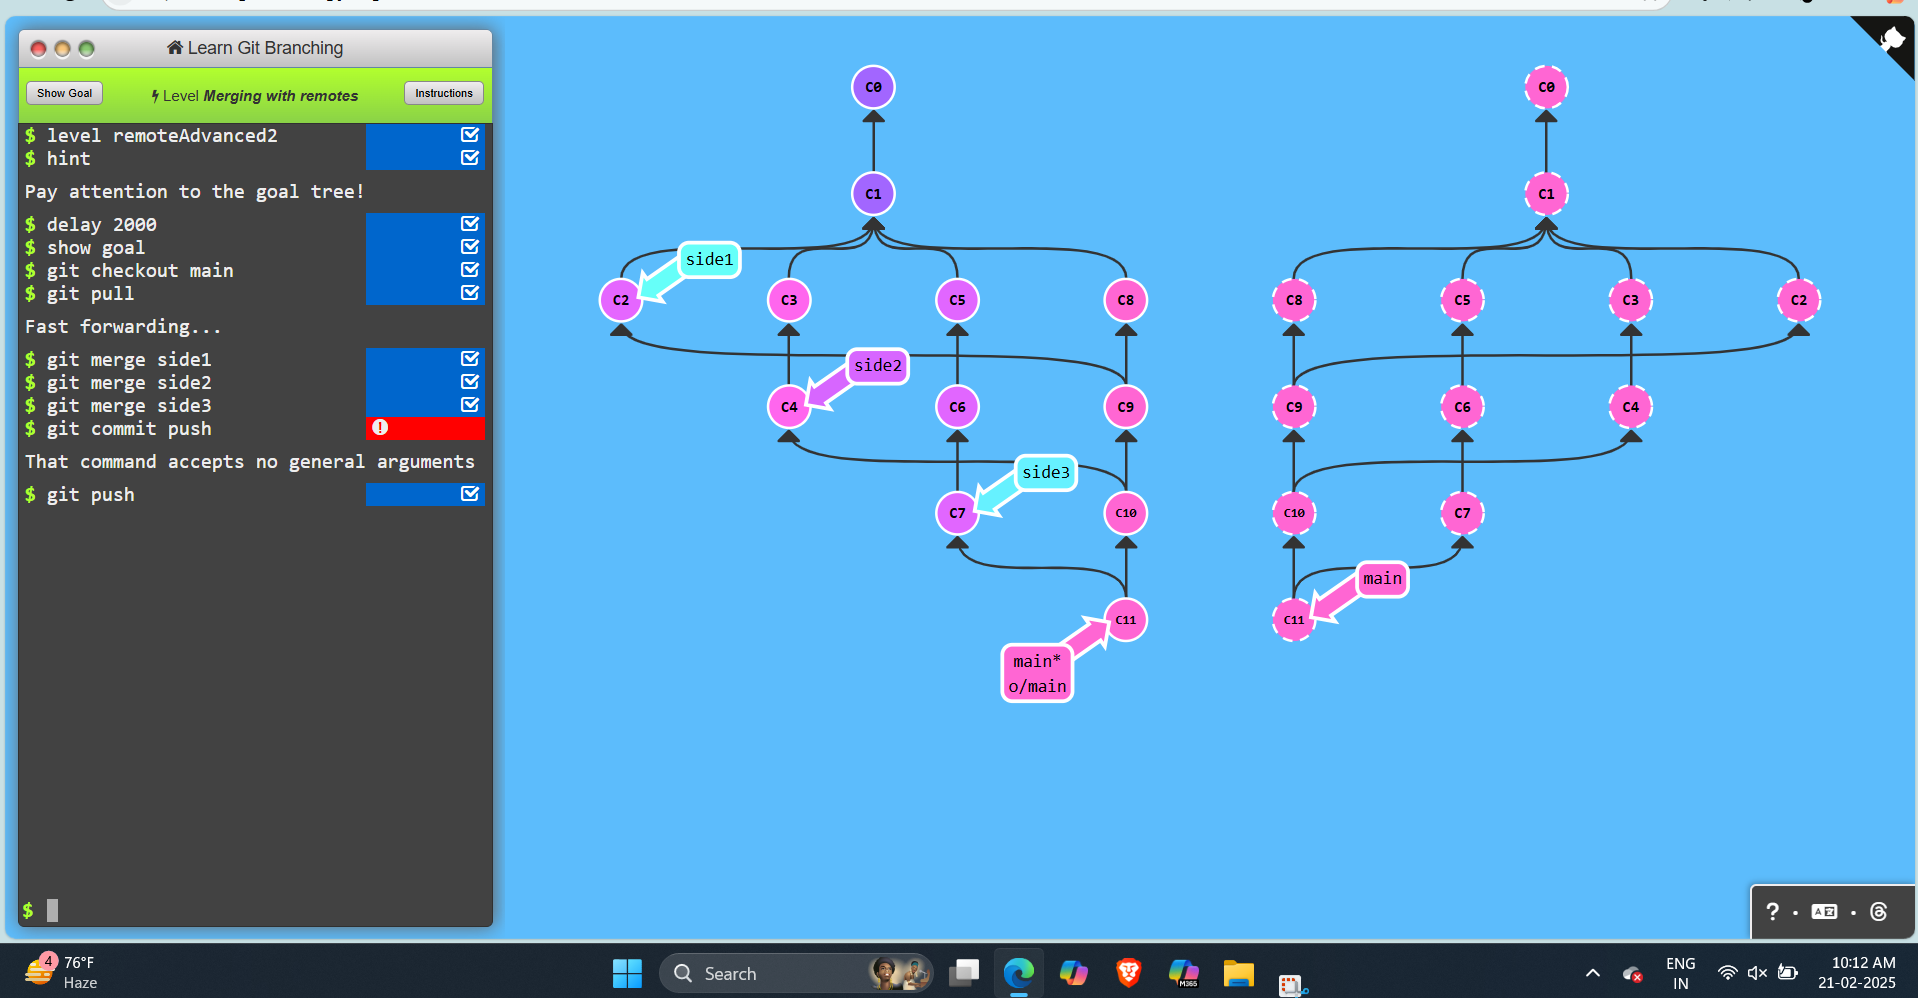 Learn Git Branching
Show Goal
Level Merging with remotes
Instructions
$ level remoteAdvanced2
$ hint
Pay attention to the goal tree!
$ delay 2000
$ show goal
$ git checkout main
$ git pull
Fast forwarding...
$ git merge side1
$ git merge side2
$ git merge side3
$ git commit push
That command accepts no general arguments
$ git push
$
C0
C1
side1
C2
C3
C5
C8
side2
C4
C6
C9
side3
C7
C10
C11
main*
o/main
C0
C1
C8
C5
C3
C2
C9
C6
C4
C10
C7
main
C11
?
4
76°F
Haze
Search
M365
ENG
IN
10:12 AM
21-02-2025